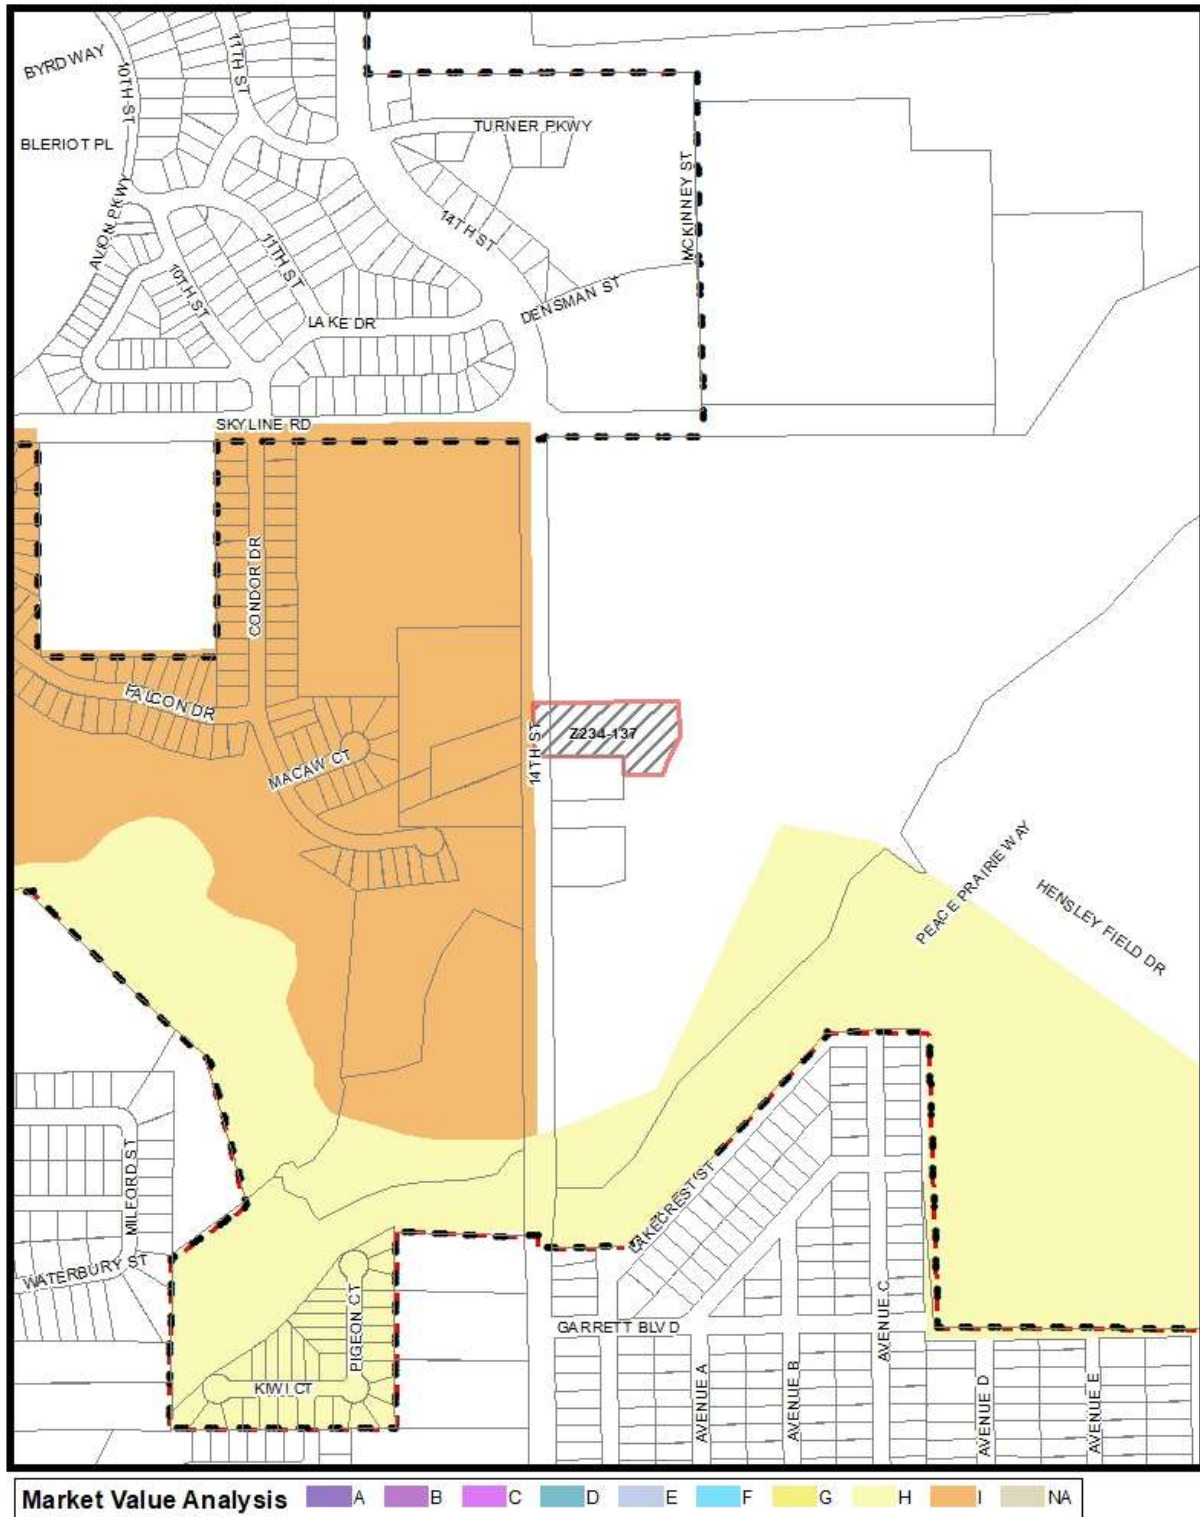 BYRD WAY
10TH ST
11TH ST
BLERIOT PL
TURNER PKWY
MCKINNEY ST
AVION PKWY
14TH ST
11TH ST
10TH ST
DENSMAN ST
LAKE DR
SKYLINE RD
CONDOR DR
FALCON DR
MACAW CT
14TH ST
Z234-137
PEACE PRAIRIE WAY
HENSLEY FIELD DR
MILFORD ST
LAKECREST ST
WATERBURY ST
PIGEON CT
KIWI CT
GARRETT BLVD
AVENUE C
AVENUE A
AVENUE B
AVENUE D
AVENUE E
Market Value Analysis A B C D E F G H I NA